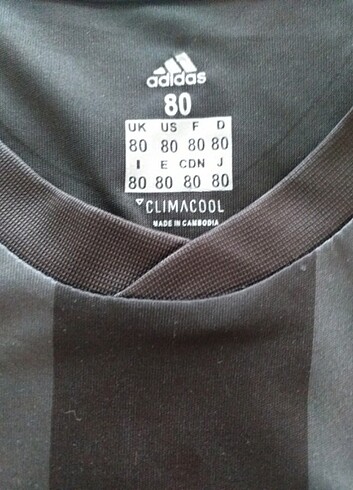 adidas
80
UK US F D
80 80 80 80
I E CDN J
80 80 80 80
CLIMACOOL
MADE IN CAMBODIA